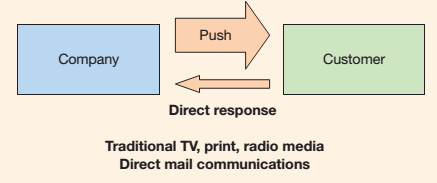 Push
Company
Customer
Direct response
Traditional TV, print, radio media
Direct mail communications